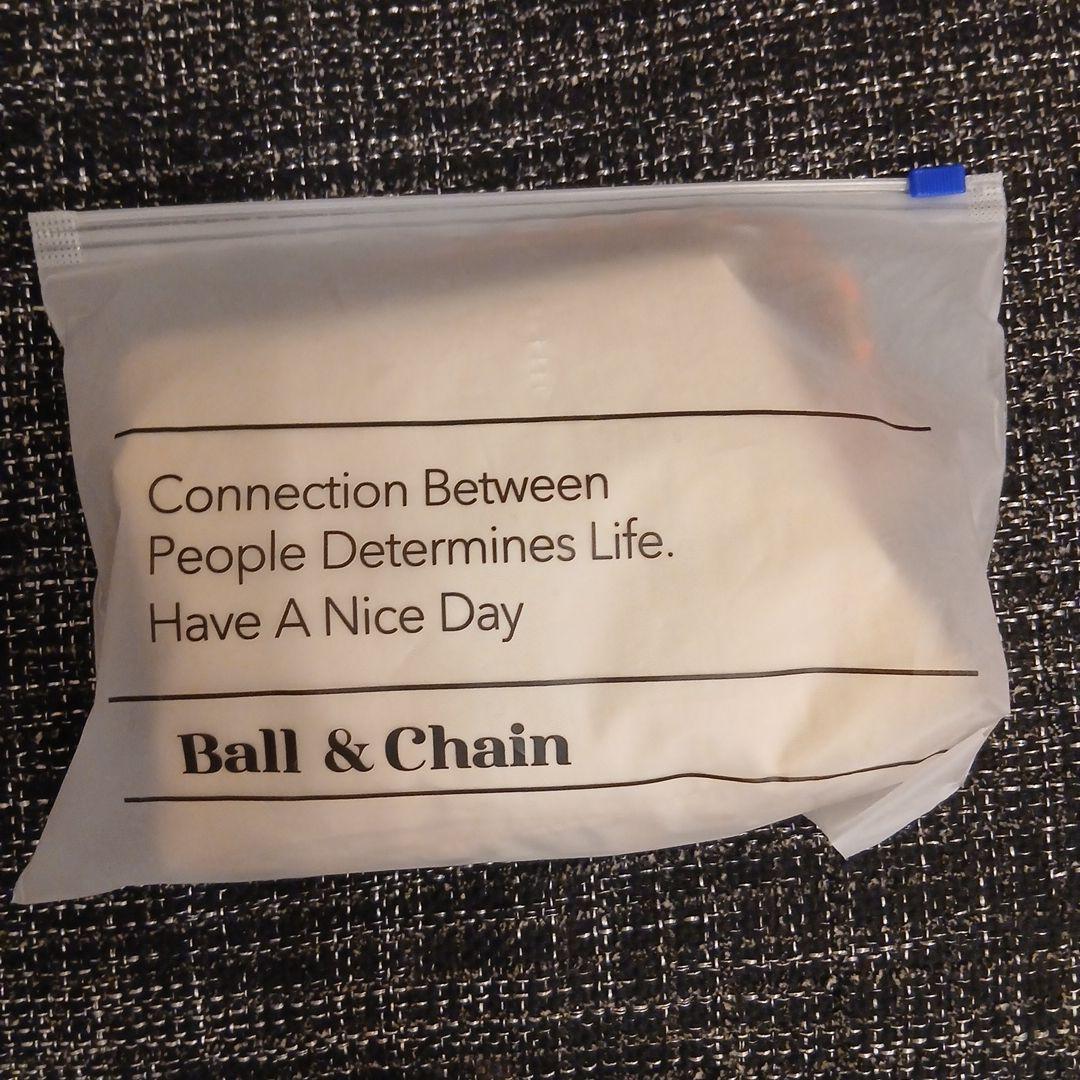 Connection Between
People Determines Life.
Have A Nice Day
Ball & Chain